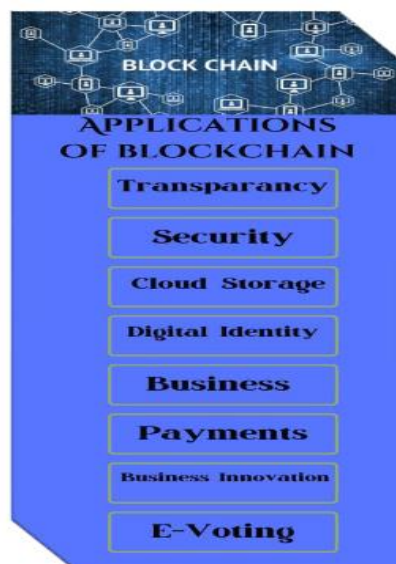 BLOCK CHAIN
APPLICATIONS
OF BLOCKCHAIN
Transparancy
Security
Cloud Storage
Digital Identity
Business
Payments
Business Innovation
E-Voting